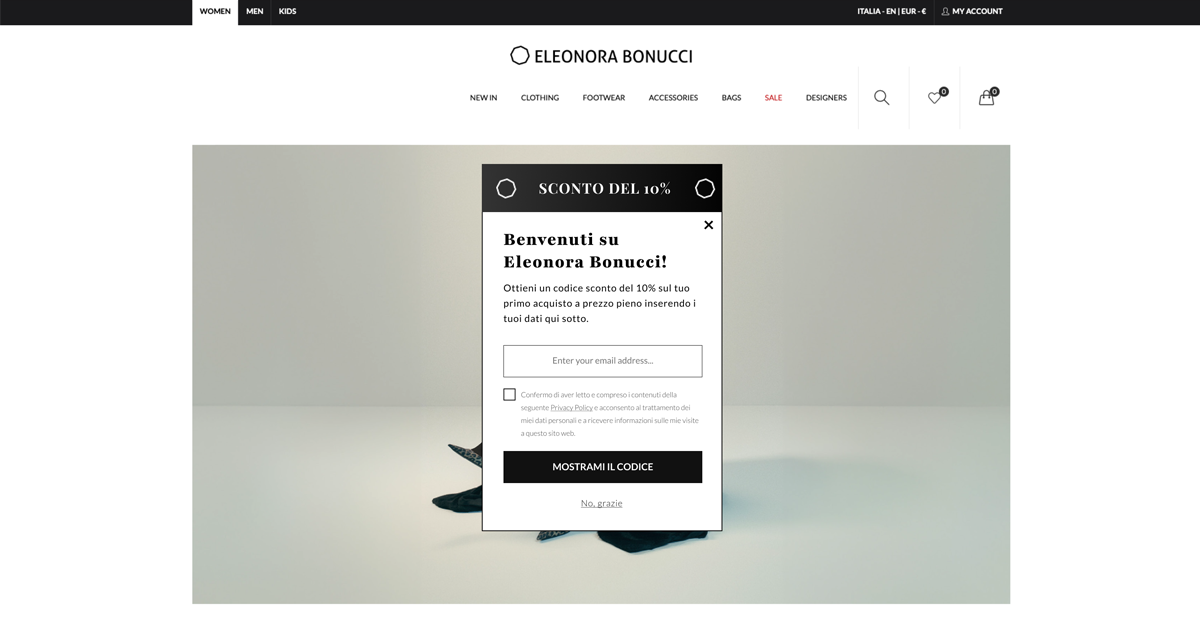 WOMEN MEN KIDS ITALIA - EN | EUR - € MY ACCOUNT
ELEONORA BONUCCI
NEW IN CLOTHING FOOTWEAR ACCESSORIES BAGS SALE DESIGNERS 0 0
SCONTO DEL 10%
Benvenuti su
Eleonora Bonucci!
Ottieni un codice sconto del 10% sul tuo
primo acquisto a prezzo pieno inserendo i
tuoi dati qui sotto.
Enter your email address...
Confermo di aver letto e compreso i contenuti della
seguente Privacy Policy e acconsento al trattamento dei
miei dati personali e a ricevere informazioni sulle mie visite
a questo sito web.
MOSTRAMI IL CODICE
No, grazie